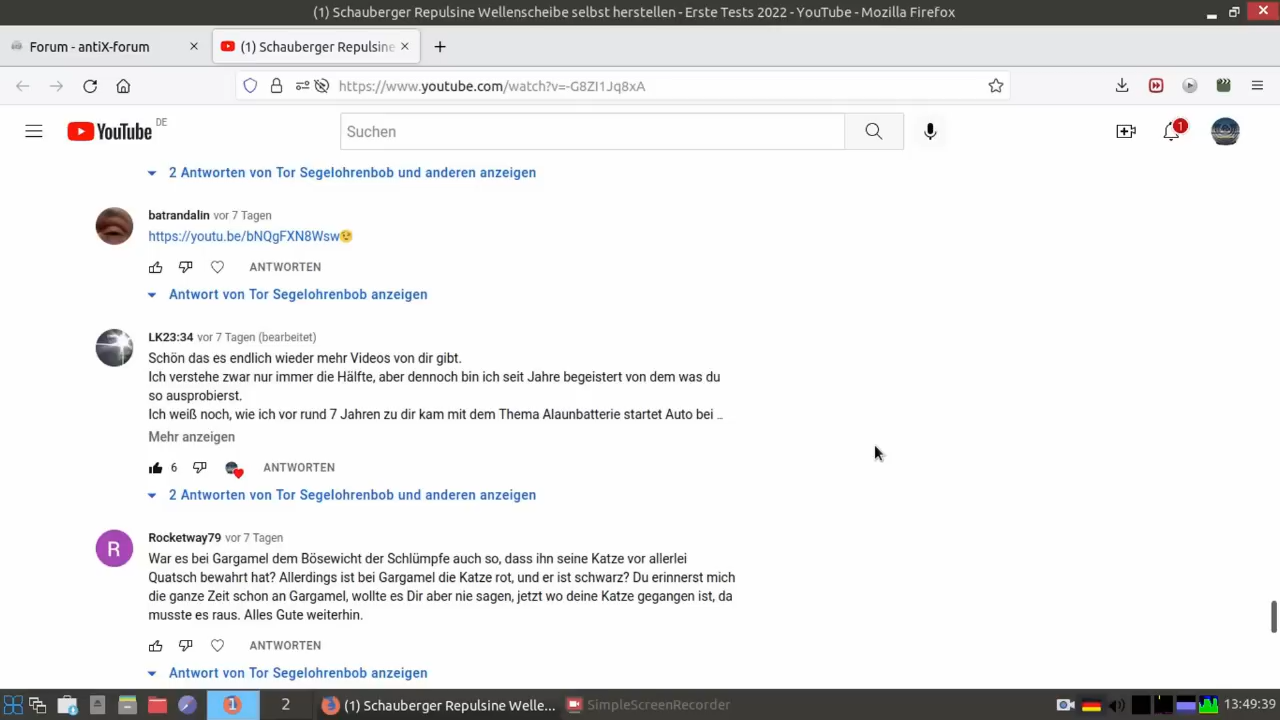 (1) Schauberger Repulsine Wellenscheibe selbst herstellen - Erste Tests 2022 - YouTube - Mozilla Firefox
Forum - antiX-forum
(1) Schauberger Repulsine
https://www.youtube.com/watch?v=-G8ZI1Jq8xA
YouTube DE
Suchen
1
2 Antworten von Tor Segelohrenbob und anderen anzeigen
batrandalin vor 7 Tagen
https://youtu.be/bNQgFXN8Wsw
ANTWORTEN
Antwort von Tor Segelohrenbob anzeigen
LK23:34 vor 7 Tagen (bearbeitet)
Schön das es endlich wieder mehr Videos von dir gibt.
Ich verstehe zwar nur immer die Hälfte, aber dennoch bin ich seit Jahre begeistert von dem was du
so ausprobierst.
Ich weiß noch, wie ich vor rund 7 Jahren zu dir kam mit dem Thema Alaunbatterie startet Auto bei ...
Mehr anzeigen
6 ANTWORTEN
2 Antworten von Tor Segelohrenbob und anderen anzeigen
R
Rocketway79 vor 7 Tagen
War es bei Gargamel dem Bösewicht der Schlümpfe auch so, dass ihn seine Katze vor allerlei
Quatsch bewahrt hat? Allerdings ist bei Gargamel die Katze rot, und er ist schwarz? Du erinnerst mich
die ganze Zeit schon an Gargamel, wollte es Dir aber nie sagen, jetzt wo deine Katze gegangen ist, da
musste es raus. Alles Gute weiterhin.
ANTWORTEN
Antwort von Tor Segelohrenbob anzeigen
1
2
(1) Schauberger Repulsine Welle...
SimpleScreenRecorder
13:49:39